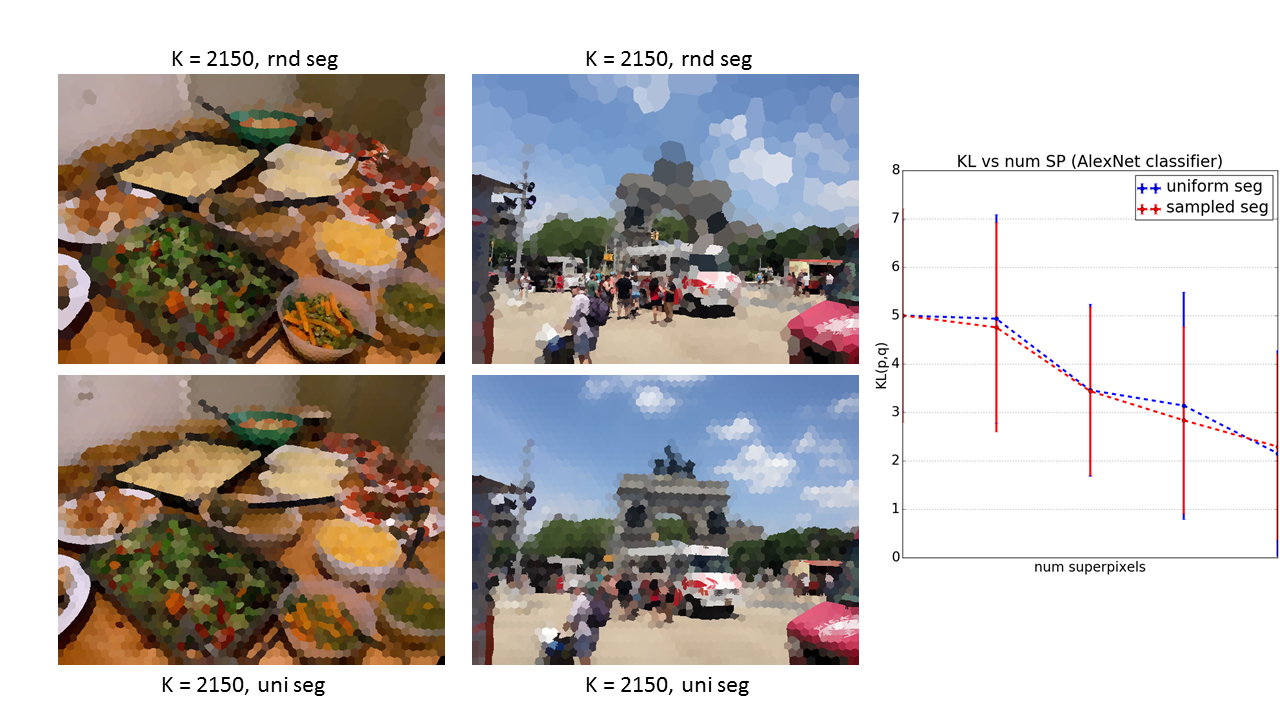 K = 2150, rnd seg
K = 2150, rnd seg
K = 2150, uni seg
K = 2150, uni seg
KL vs num SP (AlexNet classifier)
uniform seg
sampled seg
8
7
6
5
4
3
2
1
0
KL(p,q)
num superpixels